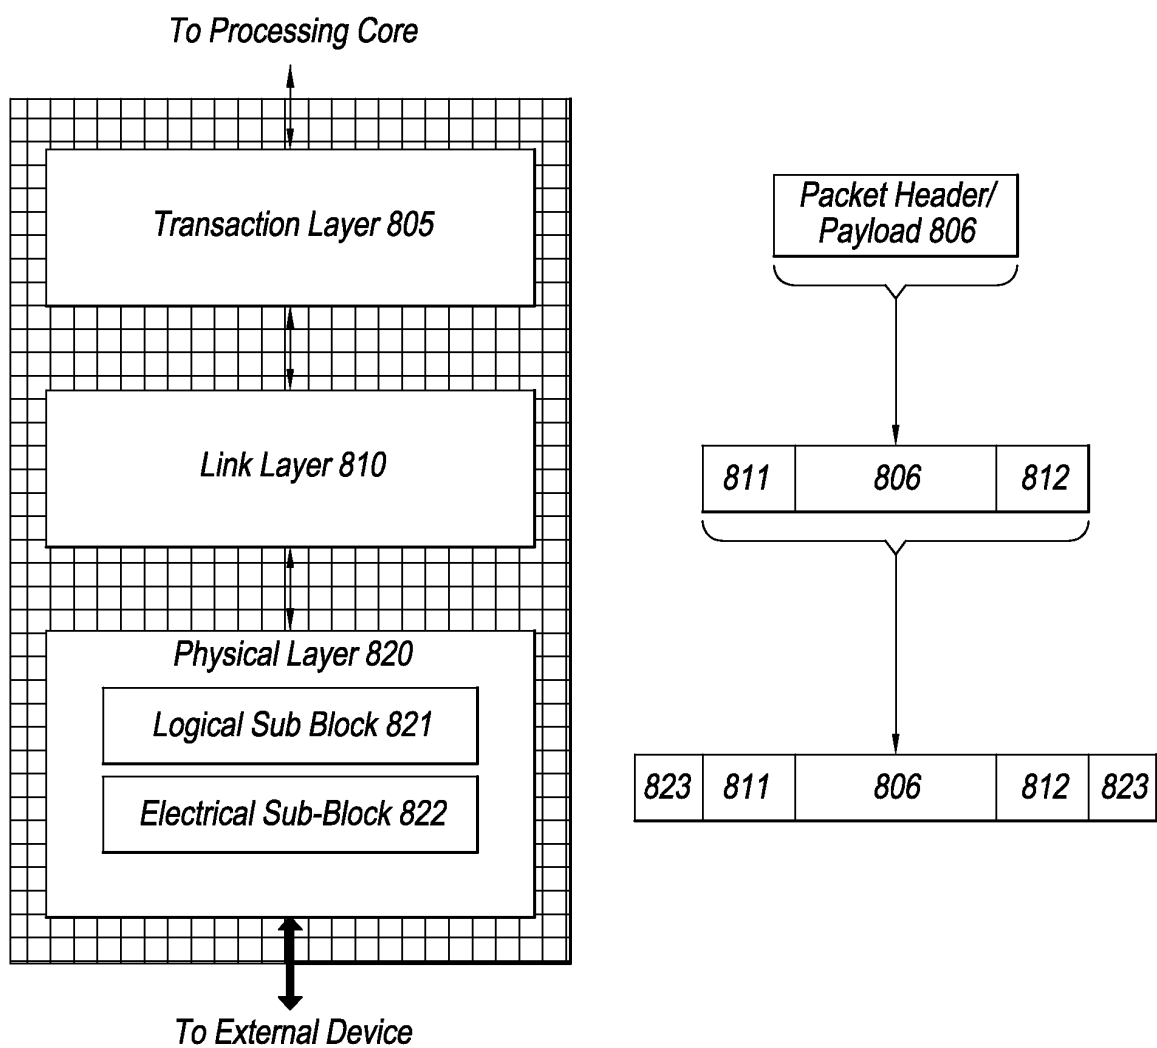 To Processing Core
Transaction Layer 805
Packet Header/
Payload 806
Link Layer 810
811 806 812
Physical Layer 820
Logical Sub Block 821
Electrical Sub-Block 822
823 811 806 812 823
To External Device